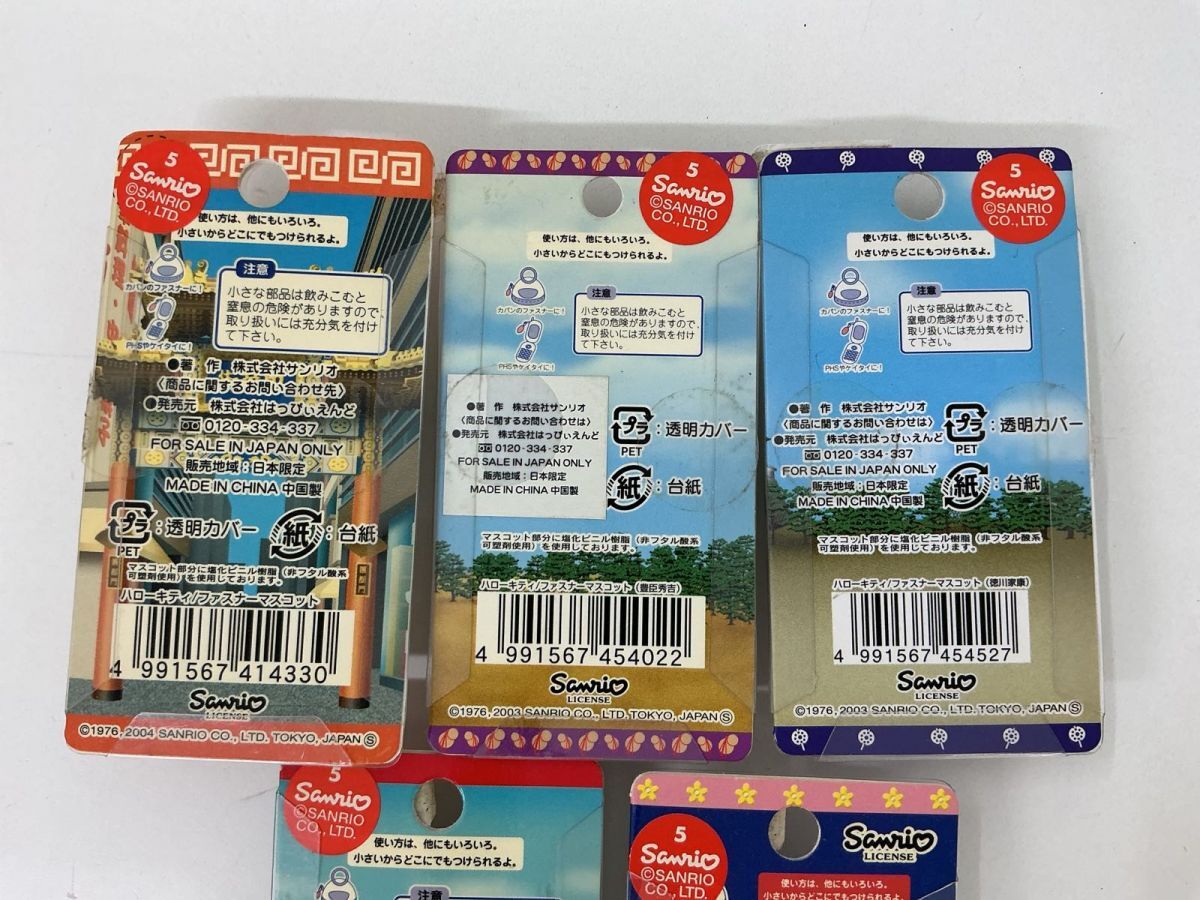 5
Sanrio
©SANRIO
CO., LTD.
使い方は、他にもいろいろ。
小さいからどこにでもつけられるよ。
カバンのファスナーに!
PHSやケイタイに!
注意
小さな部品は飲みこむと
窒息の危険がありますので、
取り扱いには充分気を付け
て下さい。
●著 作 株式会社サンリオ
〈商品に関するお問い合わせ先〉
●発売元 株式会社はっぴぃえんど
0120-334-337
FOR SALE IN JAPAN ONLY
販売地域:日本限定
MADE IN CHINA 中国製
プラ:透明カバー
PET
紙:台紙
マスコット部分に塩化ビニル樹脂(非フタル酸系
可塑剤使用)を使用しております。
ハローキティ/ファスナーマスコット
4 991567 414330
Sanrio
LICENSE
©1976, 2004 SANRIO CO., LTD. TOKYO, JAPAN Ⓢ
5
Sanrio
©SANRIO
CO., LTD.
使い方は、他にもいろいろ。
小さいからどこにでもつけられるよ。
カバンのファスナーに!
PHSやケイタイに!
注意
小さな部品は飲みこむと
窒息の危険がありますので、
取り扱いには充分気を付け
て下さい。
●著 作 株式会社サンリオ
〈商品に関するお問い合わせは〉
●発売元 株式会社はっぴぃえんど
0120-334-337
FOR SALE IN JAPAN ONLY
販売地域:日本限定
MADE IN CHINA 中国製
プラ:透明カバー
PET
紙:台紙
マスコット部分に塩化ビニル樹脂(非フタル酸系
可塑剤使用)を使用しております。
ハローキティ/ファスナーマスコット(豊臣秀吉)
4 991567 454022
Sanrio
LICENSE
©1976, 2003 SANRIO CO., LTD. TOKYO, JAPAN Ⓢ
5
Sanrio
©SANRIO
CO., LTD.
使い方は、他にもいろいろ。
小さいからどこにでもつけられるよ。
カバンのファスナーに!
PHSやケイタイに!
注意
小さな部品は飲みこむと
窒息の危険がありますので、
取り扱いには充分気を付け
て下さい。
●著 作 株式会社サンリオ
〈商品に関するお問い合わせは〉
●発売元 株式会社はっぴぃえんど
0120-334-337
FOR SALE IN JAPAN ONLY
販売地域:日本限定
MADE IN CHINA 中国製
プラ:透明カバー
PET
紙:台紙
マスコット部分に塩化ビニル樹脂(非フタル酸系
可塑剤使用)を使用しております。
ハローキティ/ファスナーマスコット(徳川家康)
4 991567 454527
Sanrio
LICENSE
©1976, 2003 SANRIO CO., LTD. TOKYO, JAPAN Ⓢ
5
Sanrio
©SANRIO
CO., LTD.
使い方は、他にもいろいろ。
小さいからどこにでもつけられるよ。
注意
5
Sanrio
©SANRIO
CO., LTD.
Sanrio
LICENSE
使い方は、他にもいろいろ。
小さいからどこにでもつけられるよ。